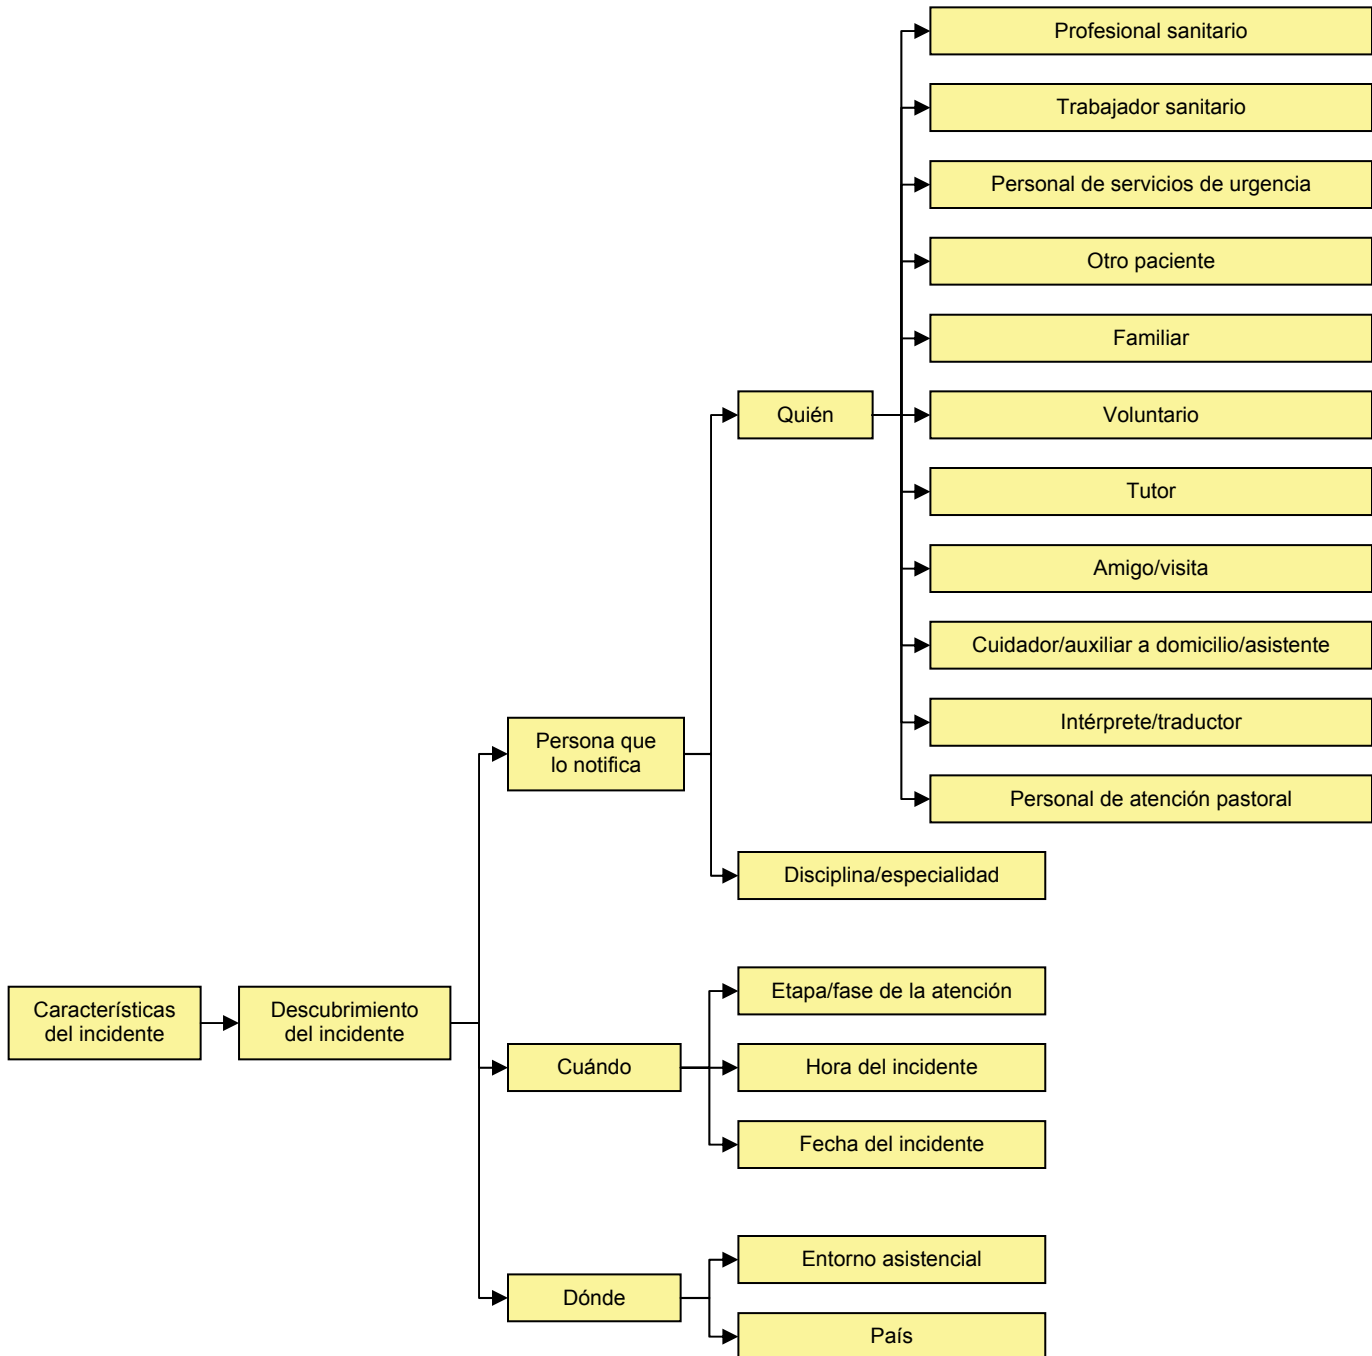 Profesional sanitario
Trabajador sanitario
Personal de servicios de urgencia
Otro paciente
Familiar
Quién
Voluntario
Tutor
Amigo/visita
Cuidador/auxiliar a domicilio/asistente
Intérprete/traductor
Persona que
lo notifica
Personal de atención pastoral
Disciplina/especialidad
Características
del incidente
Descubrimiento
del incidente
Etapa/fase de la atención
Cuándo
Hora del incidente
Fecha del incidente
Entorno asistencial
Dónde
País